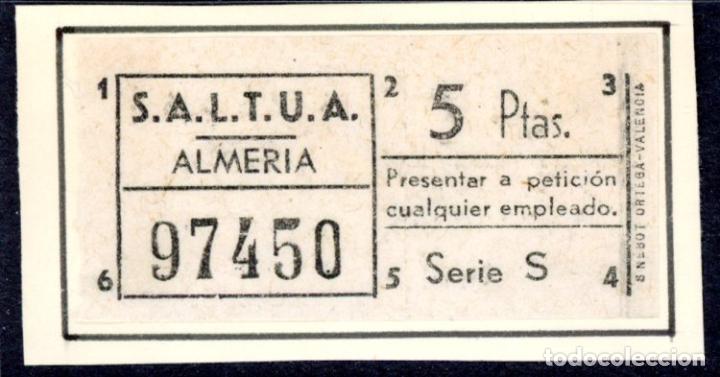 1
S.A.L.T.U.A.
ALMERIA
97450
6
2
5 Ptas.
3
Presentar a petición
cualquier empleado.
5
Serie S
4
S NEBOT ORTEGA-VALENCIA
todocoleccion.net